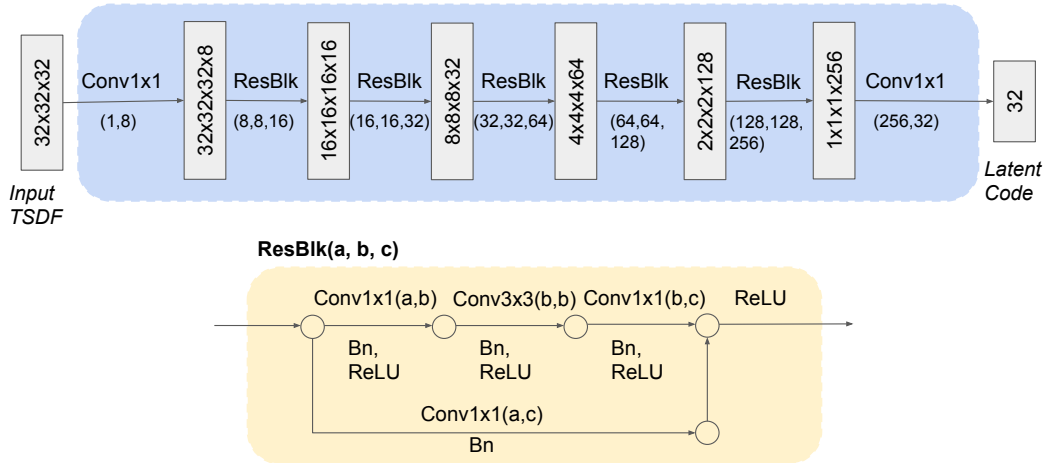 32x32x32
Input
TSDF
Conv1x1
(1,8)
32x32x32x8
ResBlk
(8,8,16)
16x16x16x16
ResBlk
(16,16,32)
8x8x8x32
ResBlk
(32,32,64)
4x4x4x64
ResBlk
(64,64,
128)
2x2x2x128
ResBlk
(128,128,
256)
1x1x1x256
Conv1x1
(256,32)
32
Latent
Code
ResBlk(a, b, c)
Conv1x1(a,b)
Bn,
ReLU
Conv3x3(b,b)
Bn,
ReLU
Conv1x1(b,c)
Bn,
ReLU
ReLU
Conv1x1(a,c)
Bn